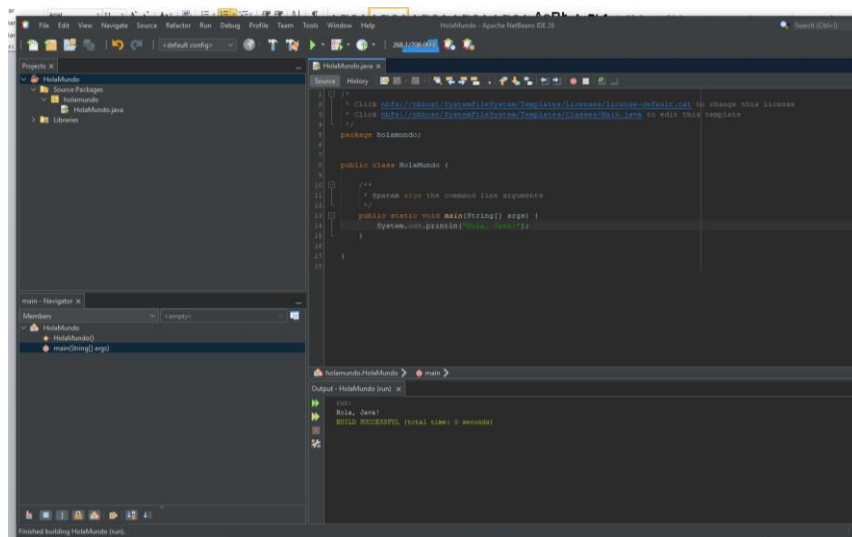 File Edit View Navigate Source Refactor Run Debug Profile Team Tools Window Help HolaMundo - Apache NetBeans IDE 28 Search (Ctrl+I)
<default config>
Projects ×
HolaMundo
Source Packages
holamundo
HolaMundo.java
Libraries
HolaMundo.java ×
Source History
1 /*
2 * Click nbfs://nbhost/SystemFileSystem/Templates/Licenses/license-default.txt to change this license
3 * Click nbfs://nbhost/SystemFileSystem/Templates/Classes/Main.java to edit this template
4 */
5 package holamundo;
6
7
8 public class HolaMundo {
9
10 /**
11 * @param args the command line arguments
12 */
13 public static void main(String[] args) {
14 System.out.println("Hola, Java!");
15 }
16
17 }
18
main - Navigator ×
Members <empty>
HolaMundo
HolaMundo()
main(String[] args)
holamundo.HolaMundo main
Output - HolaMundo (run) ×
run:
Hola, Java!
BUILD SUCCESSFUL (total time: 0 seconds)
Finished building HolaMundo (run).